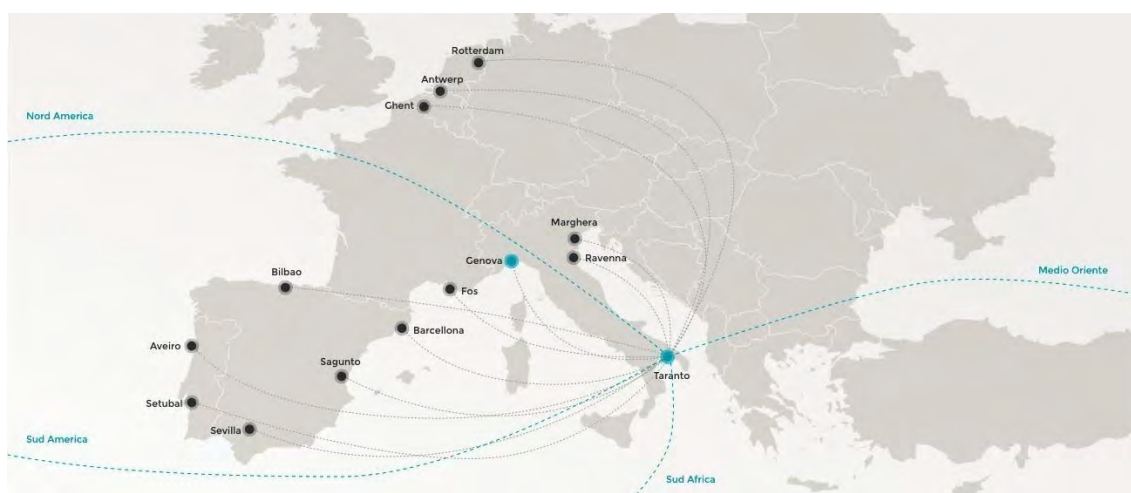 Rotterdam
Antwerp
Ghent
Nord America
Marghera
Genova
Ravenna
Medio Oriente
Bilbao
Fos
Barcellona
Aveiro
Sagunto
Taranto
Setubal
Sevilla
Sud America
Sud Africa